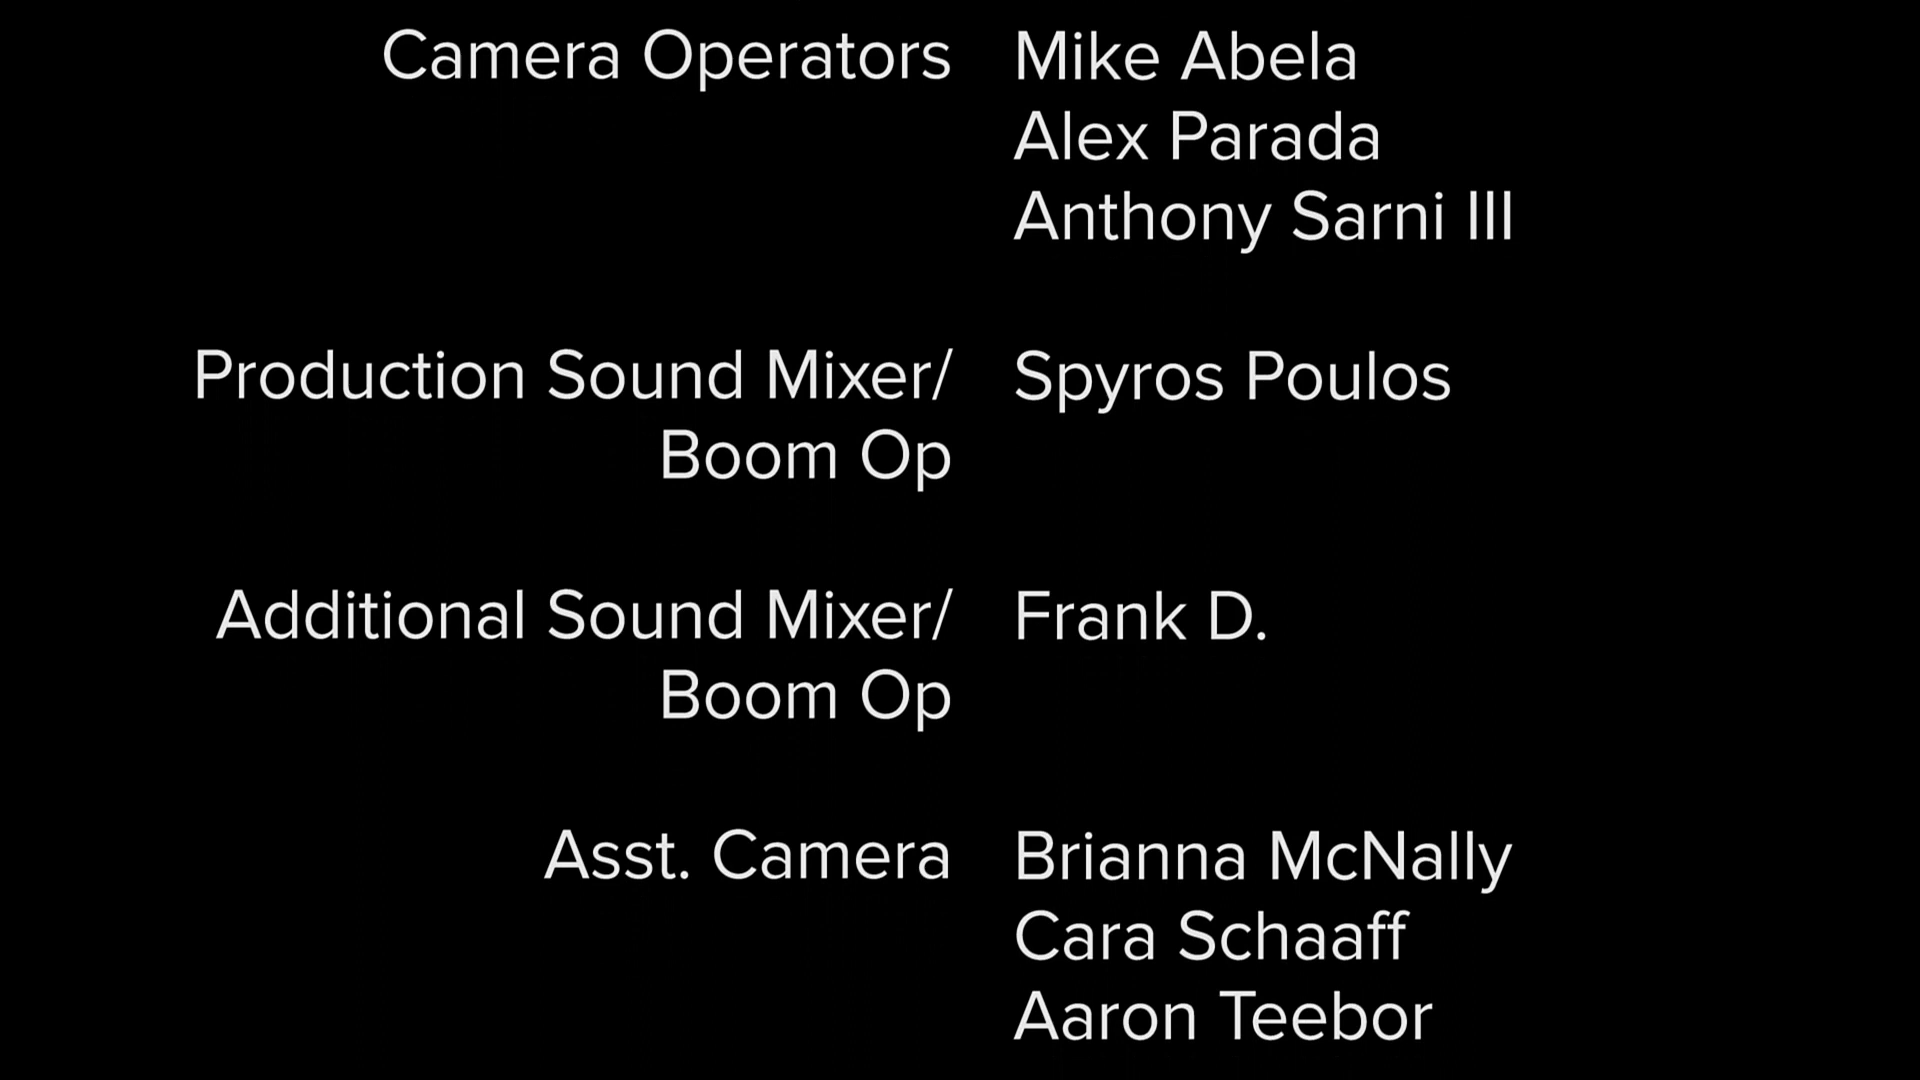 Camera Operators Mike Abela
Alex Parada
Anthony Sarni III
Production Sound Mixer/ Spyros Poulos
Boom Op
Additional Sound Mixer/ Frank D.
Boom Op
Asst. Camera Brianna McNally
Cara Schaaff
Aaron Teebor